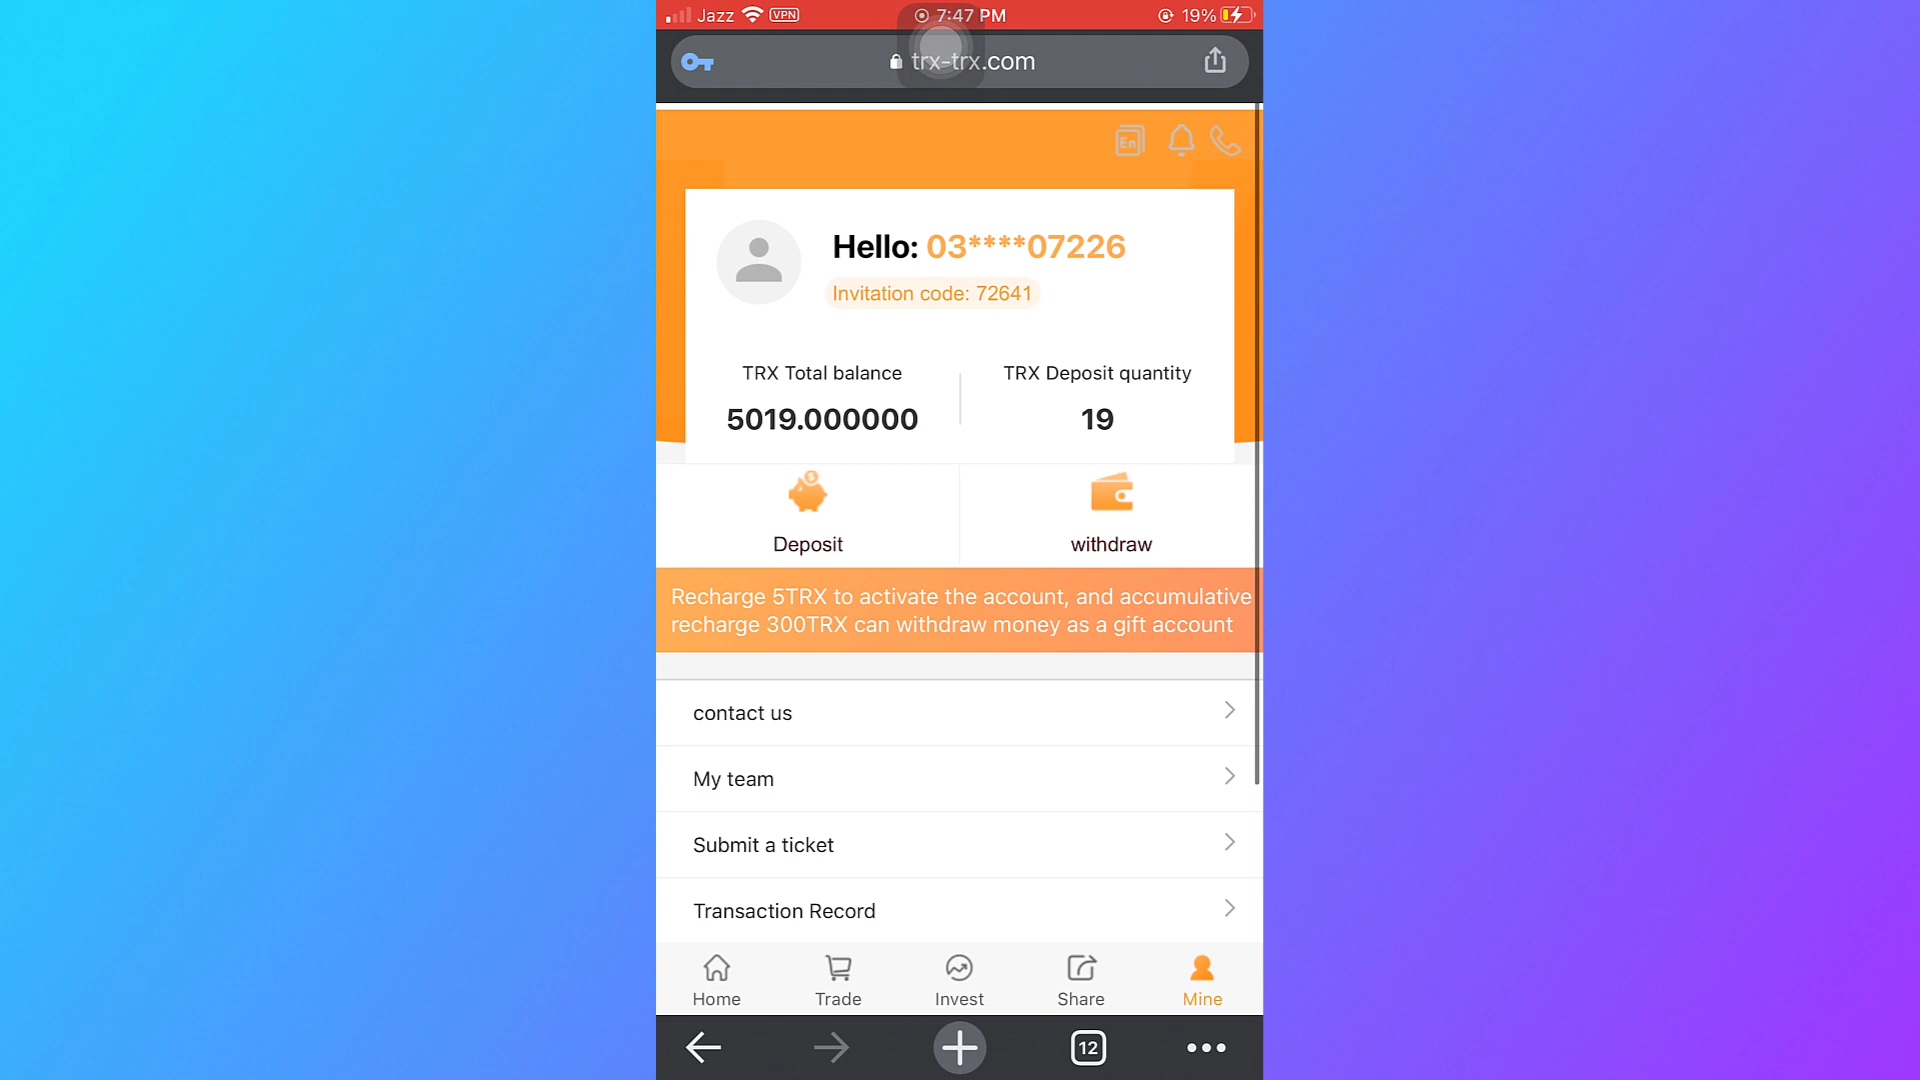 Jazz VPN 7:47 PM 19%
trx-trx.com
En
Hello: 03****07226
Invitation code: 72641
TRX Total balance TRX Deposit quantity
5019.000000 19
Deposit withdraw
Recharge 5TRX to activate the account, and accumulative
recharge 300TRX can withdraw money as a gift account
contact us
My team
Submit a ticket
Transaction Record
Home Trade Invest Share Mine
12